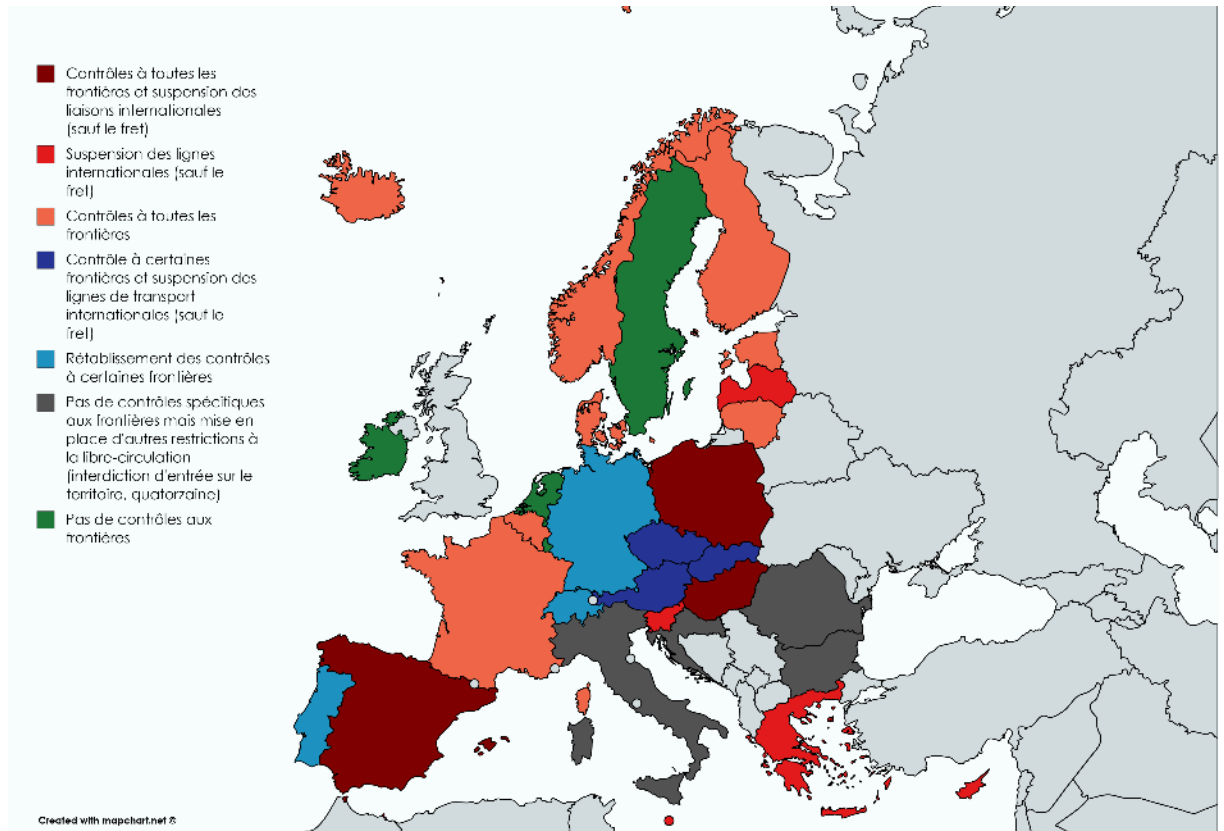 Contrôles à toutes les
frontières et suspension des
liaisons internationales
(sauf le fret)
Suspension des lignes
internationales (sauf le
fret)
Contrôles à toutes les
frontières
Contrôle à certaines
frontières et suspension des
lignes de transport
internationales (sauf le
fret)
Rétablissement des contrôles
à certaines frontières
Pas de contrôles spécifiques
aux frontières mais mise en
place d'autres restrictions à
la libre-circulation
(interdiction d'entrée sur le
territoire, quatorzaine)
Pas de contrôles aux
frontières
Created with mapchart.net ©